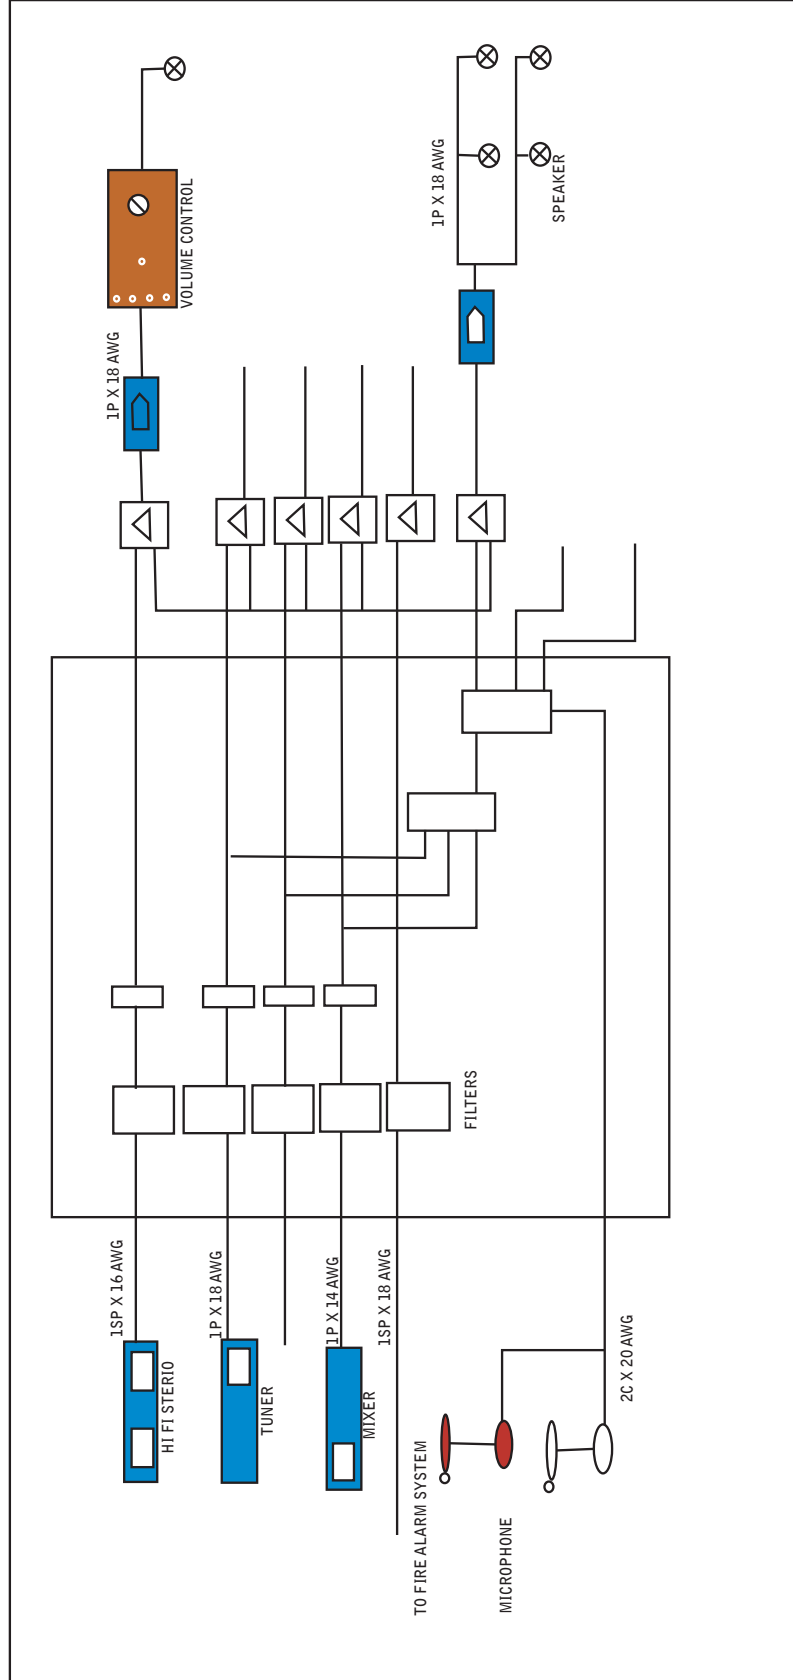 1P X 18 AWG
VOLUME CONTROL
1P X 18 AWG
SPEAKER
FILTERS
1SP X 16 AWG
HI FI STERIO
1P X 18 AWG
TUNER
1P X 14 AWG
MIXER
1SP X 18 AWG
TO FIRE ALARM SYSTEM
MICROPHONE
2C X 20 AWG